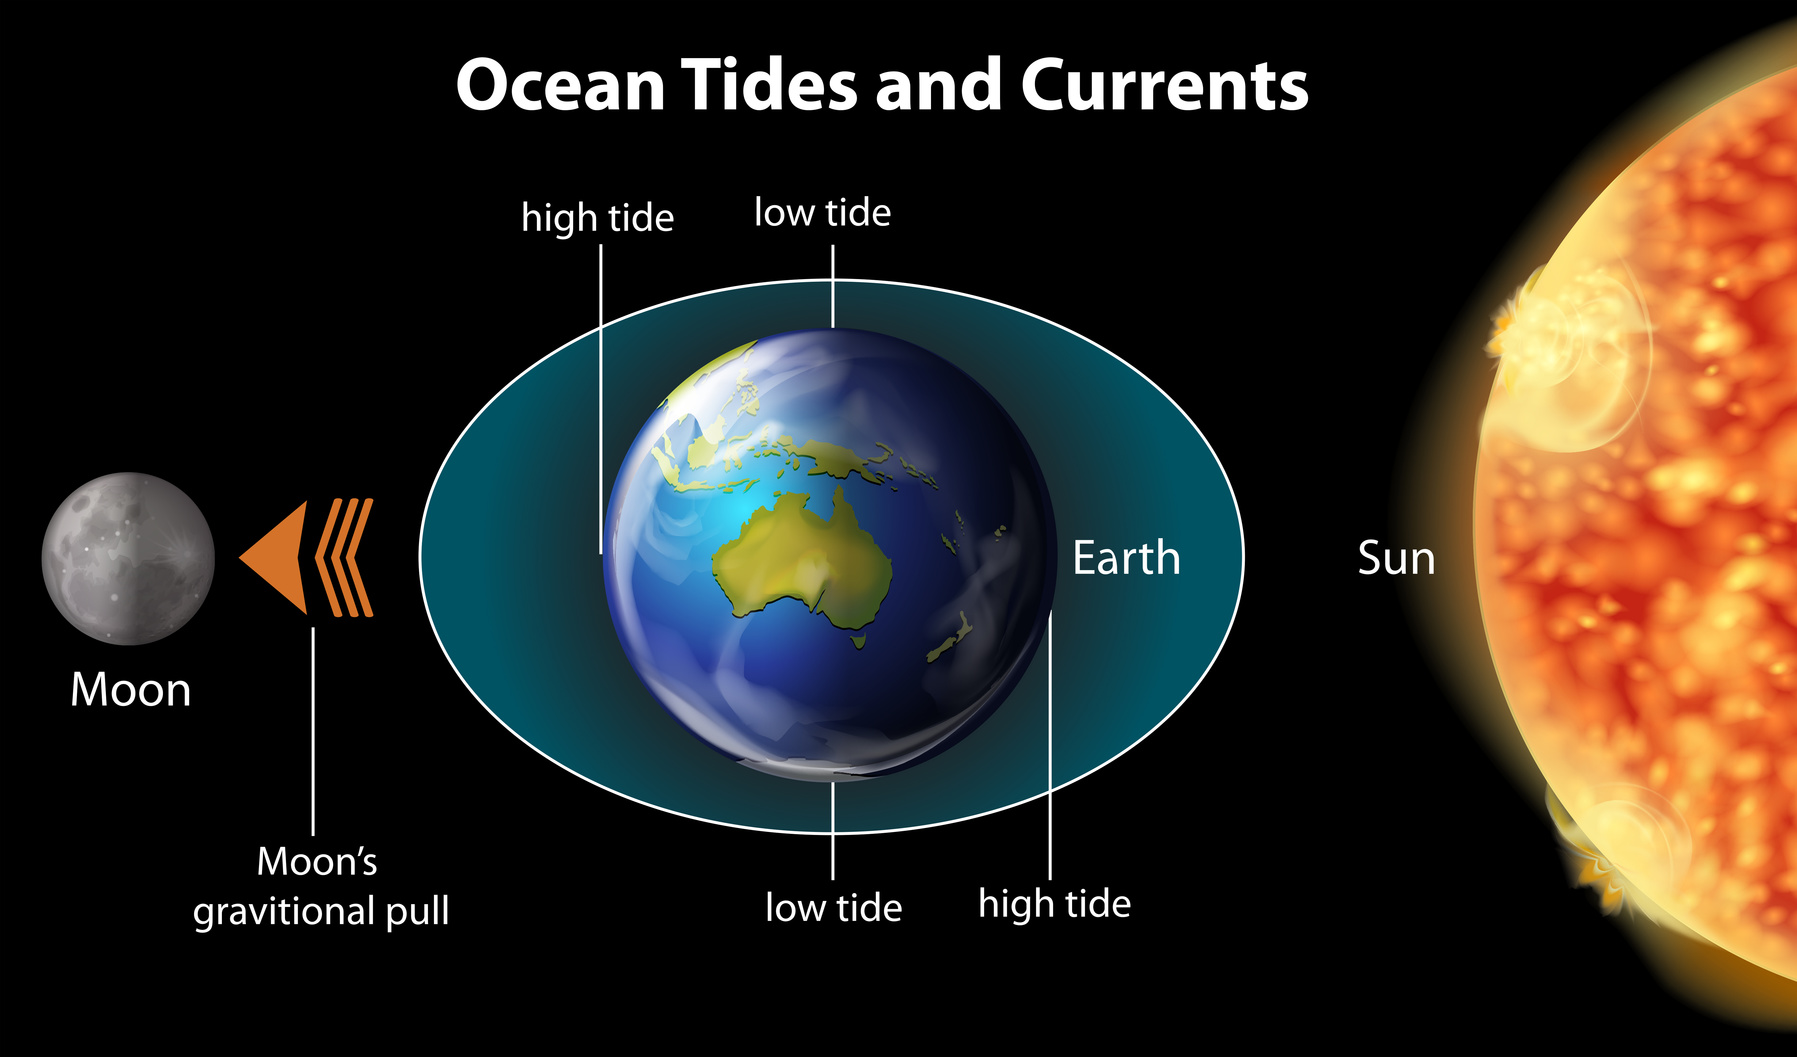 Ocean Tides and Currents
high tide
low tide
Earth
Sun
Moon
Moon's
gravitional pull
low tide
high tide